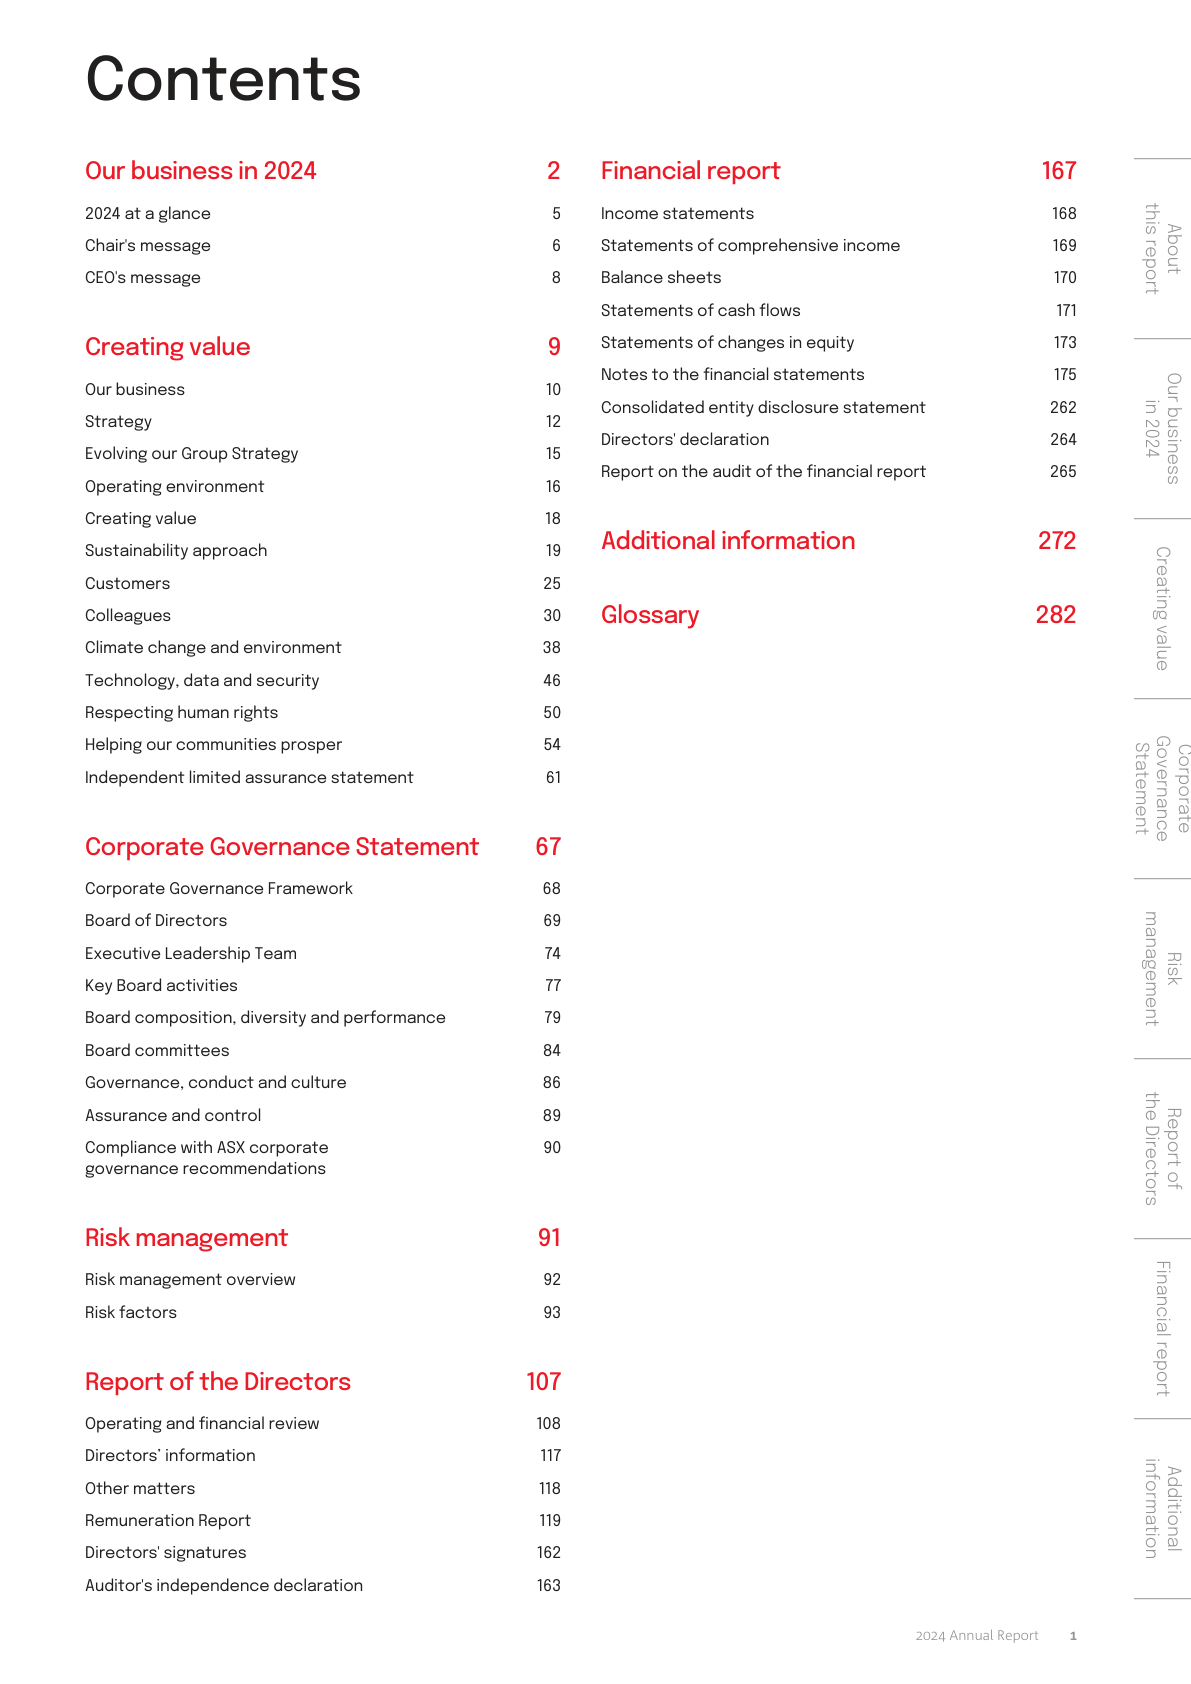 Contents
Our business in 2024 2
2024 at a glance 5
Chair's message 6
CEO's message 8
Creating value 9
Our business 10
Strategy 12
Evolving our Group Strategy 15
Operating environment 16
Creating value 18
Sustainability approach 19
Customers 25
Colleagues 30
Climate change and environment 38
Technology, data and security 46
Respecting human rights 50
Helping our communities prosper 54
Independent limited assurance statement 61
Corporate Governance Statement 67
Corporate Governance Framework 68
Board of Directors 69
Executive Leadership Team 74
Key Board activities 77
Board composition, diversity and performance 79
Board committees 84
Governance, conduct and culture 86
Assurance and control 89
Compliance with ASX corporate 90
governance recommendations
Risk management 91
Risk management overview 92
Risk factors 93
Report of the Directors 107
Operating and financial review 108
Directors’ information 117
Other matters 118
Remuneration Report 119
Directors' signatures 162
Auditor's independence declaration 163
Financial report 167
Income statements 168
Statements of comprehensive income 169
Balance sheets 170
Statements of cash flows 171
Statements of changes in equity 173
Notes to the financial statements 175
Consolidated entity disclosure statement 262
Directors' declaration 264
Report on the audit of the financial report 265
Additional information 272
Glossary 282
About
this report
Our business
in 2024
Creating value
Corporate
Governance
Statement
Risk
management
Report of
the Directors
Financial report
Additional
information
2024 Annual Report 1